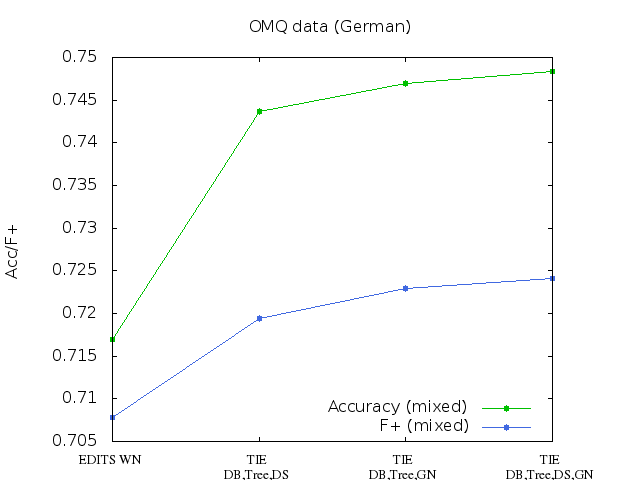 OMQ data (German)
0.75
0.745
0.74
0.735
0.73
0.725
0.72
0.715
0.71
0.705
Acc/F+
Accuracy (mixed)
F+ (mixed)
EDITS WN
TIE
DB,Tree,DS
TIE
DB,Tree,GN
TIE
DB,Tree,DS,GN